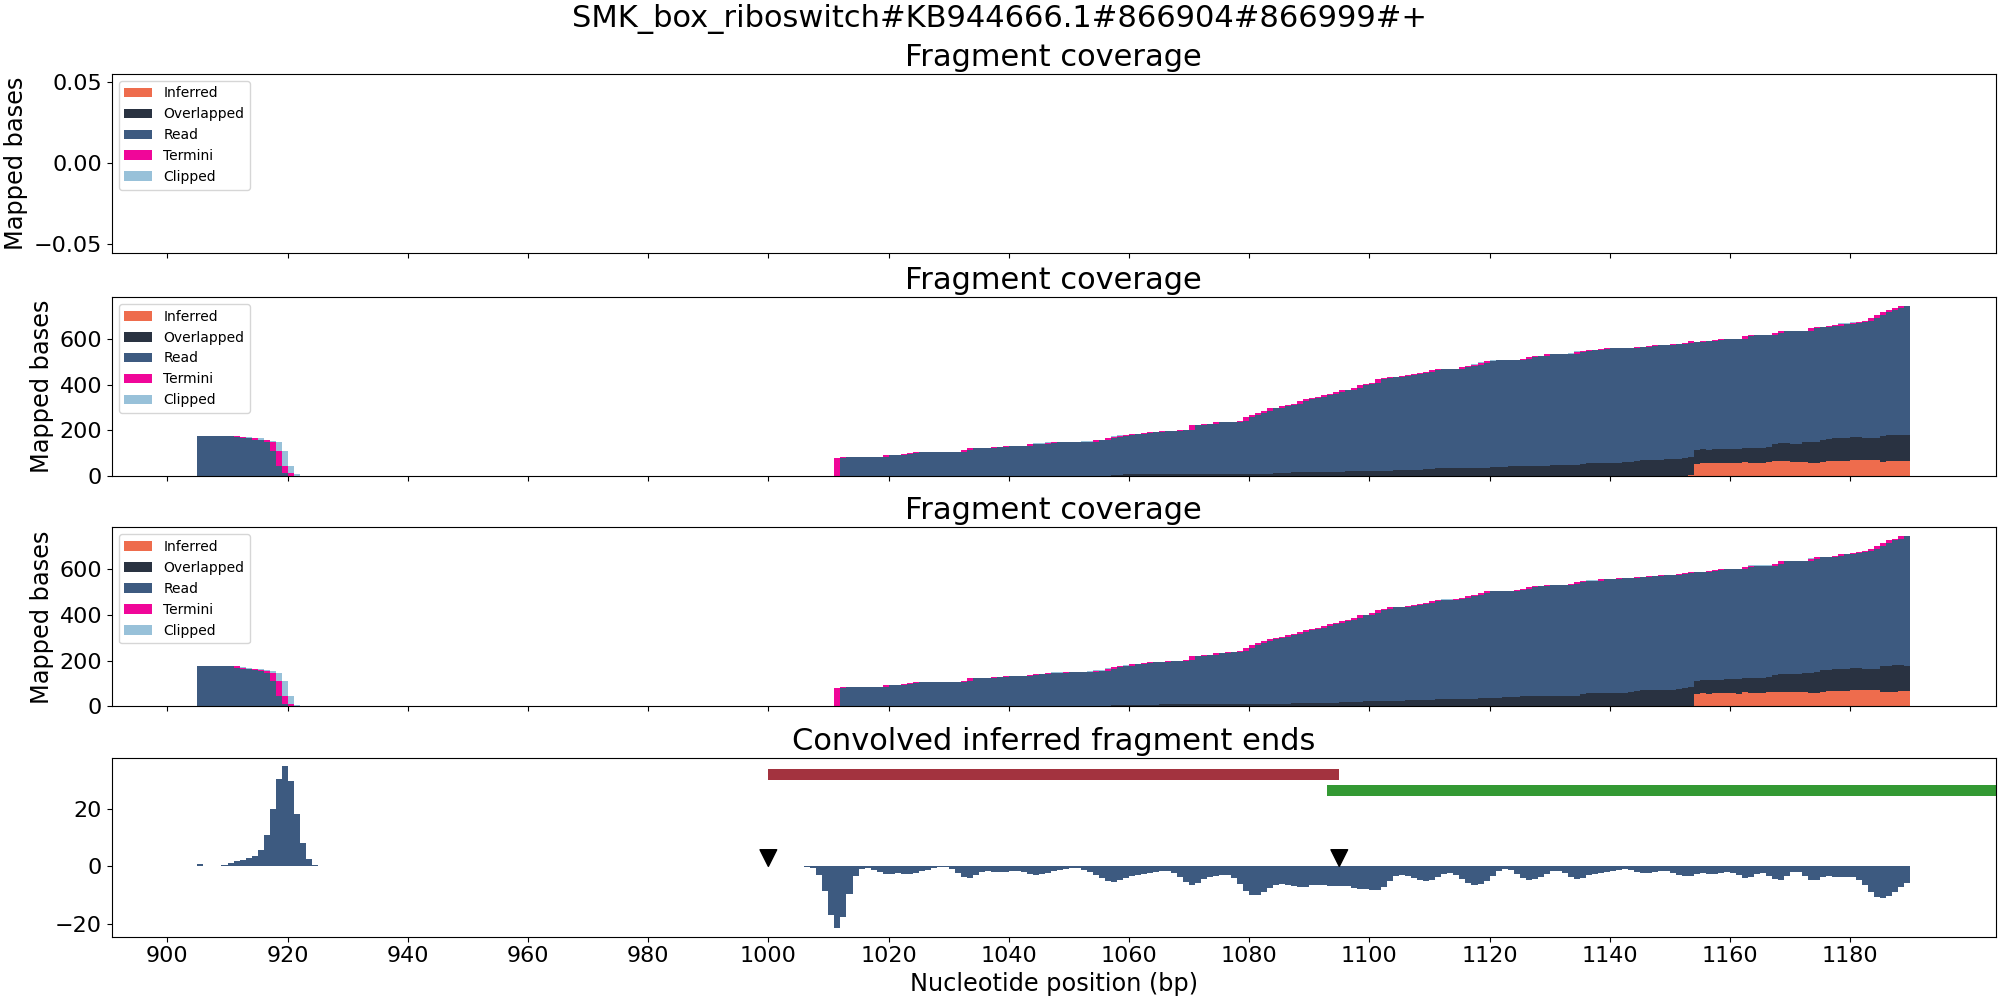 SMK_box_riboswitch#KB944666.1#866904#866999#+
Fragment coverage
Mapped bases
0.05
0.00
−0.05
Inferred
Overlapped
Read
Termini
Clipped
Fragment coverage
Mapped bases
600
400
200
0
Inferred
Overlapped
Read
Termini
Clipped
Fragment coverage
Mapped bases
600
400
200
0
Inferred
Overlapped
Read
Termini
Clipped
Convolved inferred fragment ends
20
0
−20
900 920 940 960 980 1000 1020 1040 1060 1080 1100 1120 1140 1160 1180
Nucleotide position (bp)